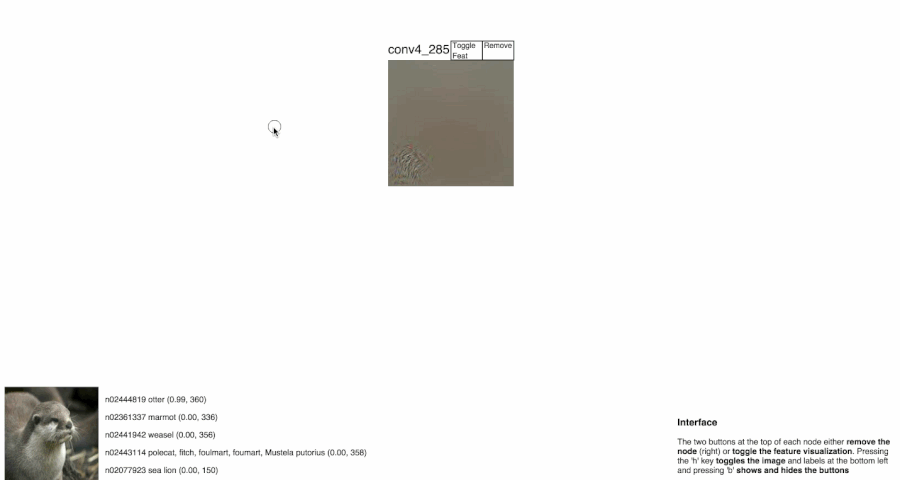 conv4_285
Toggle Feat
Remove
n02444819 otter (0.99, 360)
n02361337 marmot (0.00, 336)
n02441942 weasel (0.00, 356)
n02443114 polecat, fitch, foulmart, foumart, Mustela putorius (0.00, 358)
n02077923 sea lion (0.00, 150)
Interface
The two buttons at the top of each node either remove the
node (right) or toggle the feature visualization. Pressing
the 'h' key toggles the image and labels at the bottom left
and pressing 'b' shows and hides the buttons